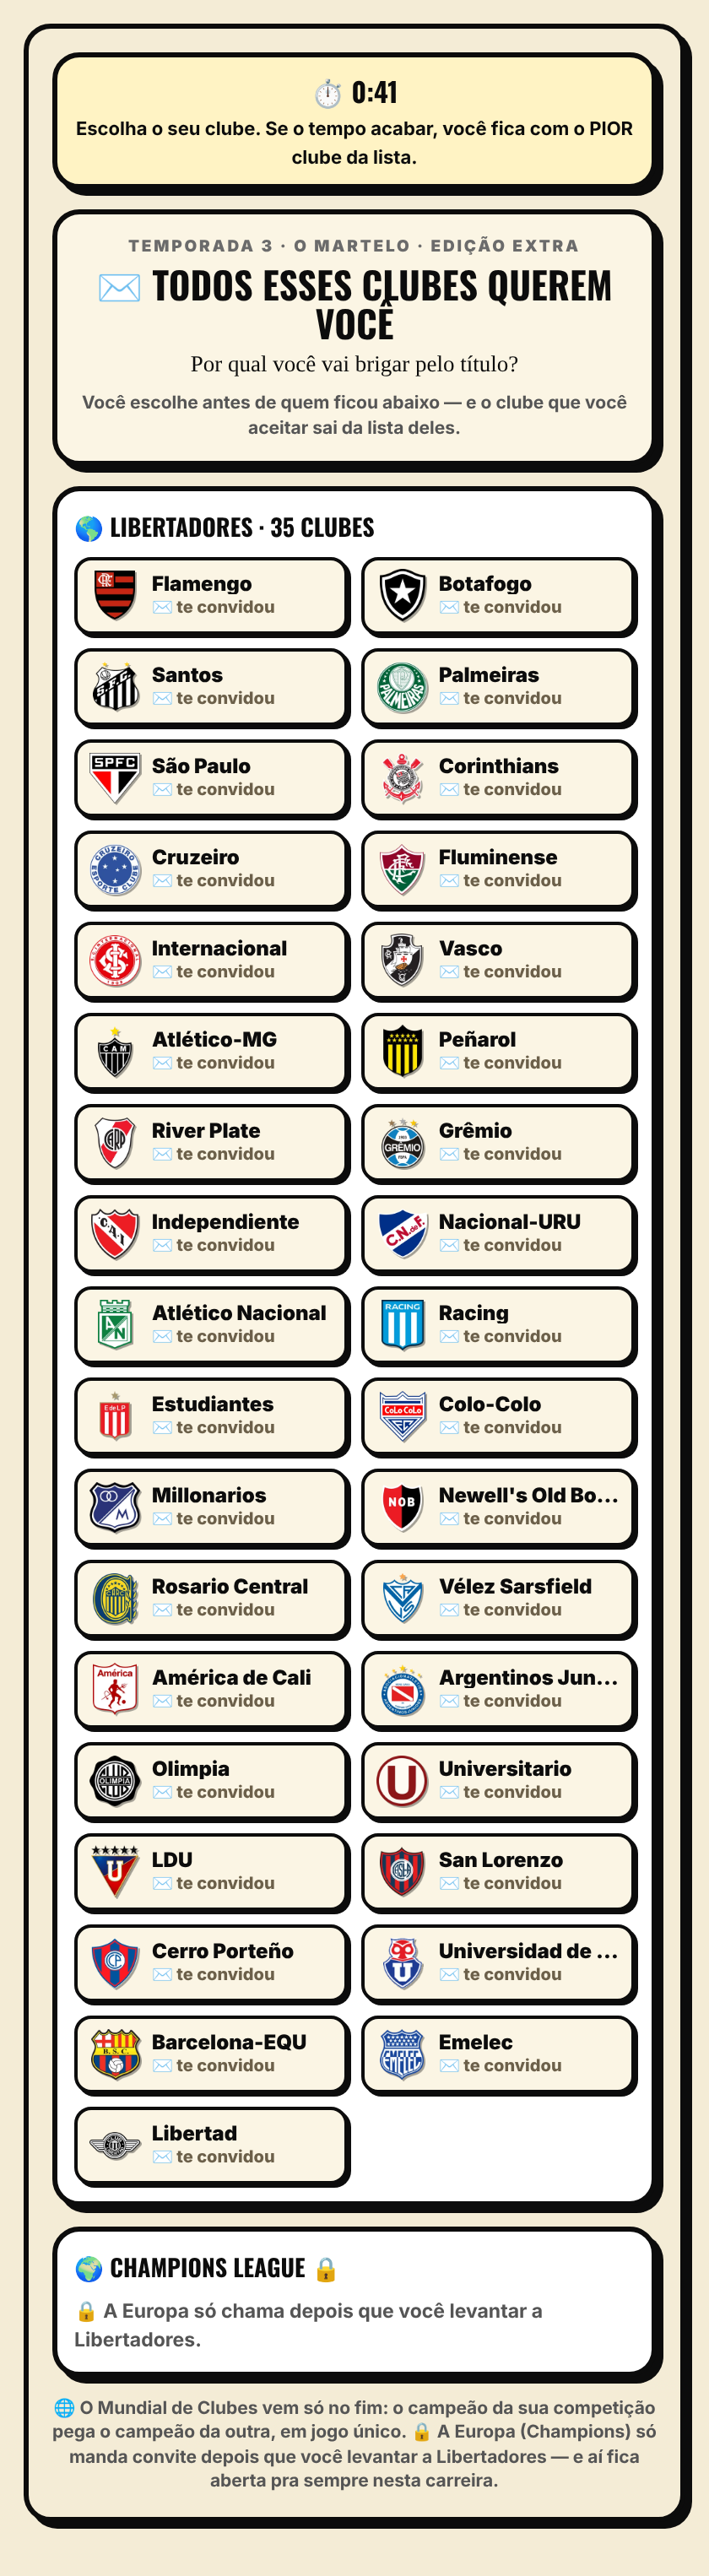 ⏱️ 0:41
Escolha o seu clube. Se o tempo acabar, você fica com o PIOR
clube da lista.
TEMPORADA 3 · O MARTELO · EDIÇÃO EXTRA
✉️ TODOS ESSES CLUBES QUEREM
VOCÊ
Por qual você vai brigar pelo título?
Você escolhe antes de quem ficou abaixo — e o clube que você
aceitar sai da lista deles.
🌎 LIBERTADORES · 35 CLUBES
Flamengo
✉️ te convidou
Botafogo
✉️ te convidou
Santos
✉️ te convidou
Palmeiras
✉️ te convidou
São Paulo
✉️ te convidou
Corinthians
✉️ te convidou
Cruzeiro
✉️ te convidou
Fluminense
✉️ te convidou
Internacional
✉️ te convidou
Vasco
✉️ te convidou
Atlético-MG
✉️ te convidou
Peñarol
✉️ te convidou
River Plate
✉️ te convidou
Grêmio
✉️ te convidou
Independiente
✉️ te convidou
Nacional-URU
✉️ te convidou
Atlético Nacional
✉️ te convidou
Racing
✉️ te convidou
Estudiantes
✉️ te convidou
Colo-Colo
✉️ te convidou
Millonarios
✉️ te convidou
Newell's Old Bo...
✉️ te convidou
Rosario Central
✉️ te convidou
Vélez Sarsfield
✉️ te convidou
América de Cali
✉️ te convidou
Argentinos Jun...
✉️ te convidou
Olimpia
✉️ te convidou
Universitario
✉️ te convidou
LDU
✉️ te convidou
San Lorenzo
✉️ te convidou
Cerro Porteño
✉️ te convidou
Universidad de ...
✉️ te convidou
Barcelona-EQU
✉️ te convidou
Emelec
✉️ te convidou
Libertad
✉️ te convidou
🌍 CHAMPIONS LEAGUE 🔒
🔒 A Europa só chama depois que você levantar a
Libertadores.
🌐 O Mundial de Clubes vem só no fim: o campeão da sua competição
pega o campeão da outra, em jogo único. 🔒 A Europa (Champions) só
manda convite depois que você levantar a Libertadores — e aí fica
aberta pra sempre nesta carreira.